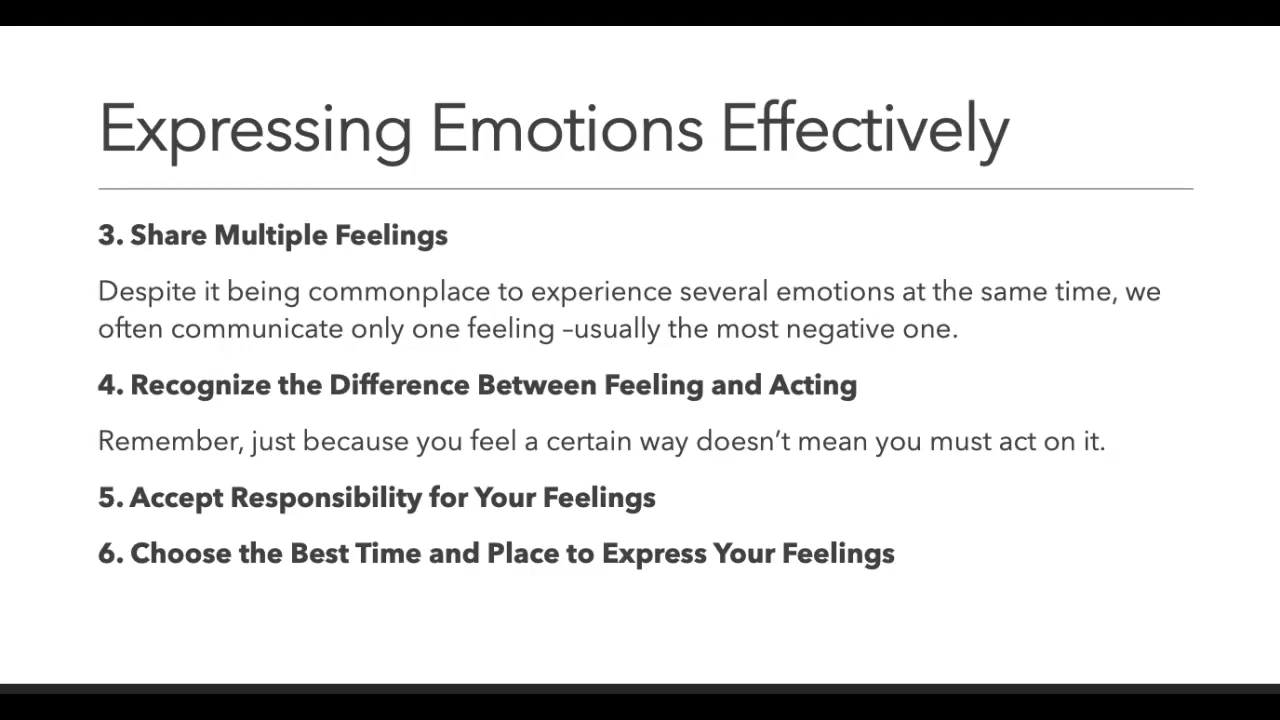 Expressing Emotions Effectively
3. Share Multiple Feelings
Despite it being commonplace to experience several emotions at the same time, we
often communicate only one feeling –usually the most negative one.
4. Recognize the Difference Between Feeling and Acting
Remember, just because you feel a certain way doesn’t mean you must act on it.
5. Accept Responsibility for Your Feelings
6. Choose the Best Time and Place to Express Your Feelings